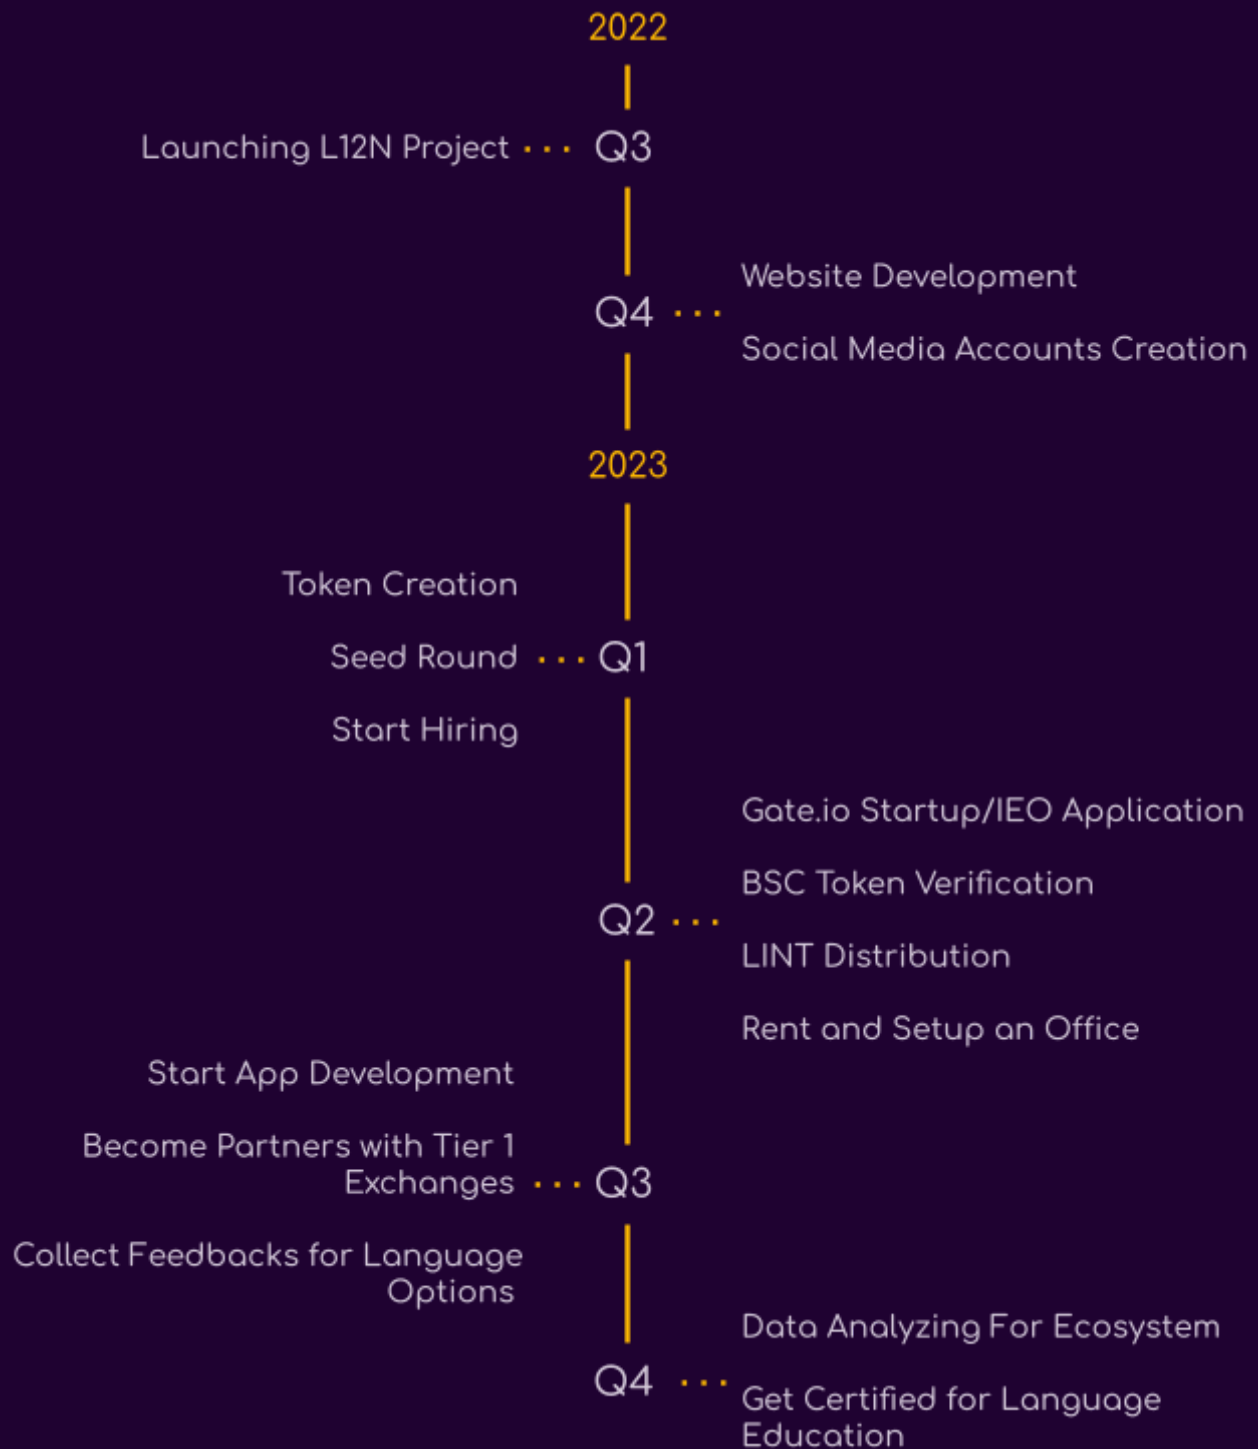 2022
Launching L12N Project ... Q3
Website Development
Q4 ...
Social Media Accounts Creation
2023
Token Creation
Seed Round ... Q1
Start Hiring
Gate.io Startup/IEO Application
BSC Token Verification
Q2 ...
LINT Distribution
Rent and Setup an Office
Start App Development
Become Partners with Tier 1
Exchanges ... Q3
Collect Feedbacks for Language
Options
Data Analyzing For Ecosystem
Q4 ...
Get Certified for Language
Education